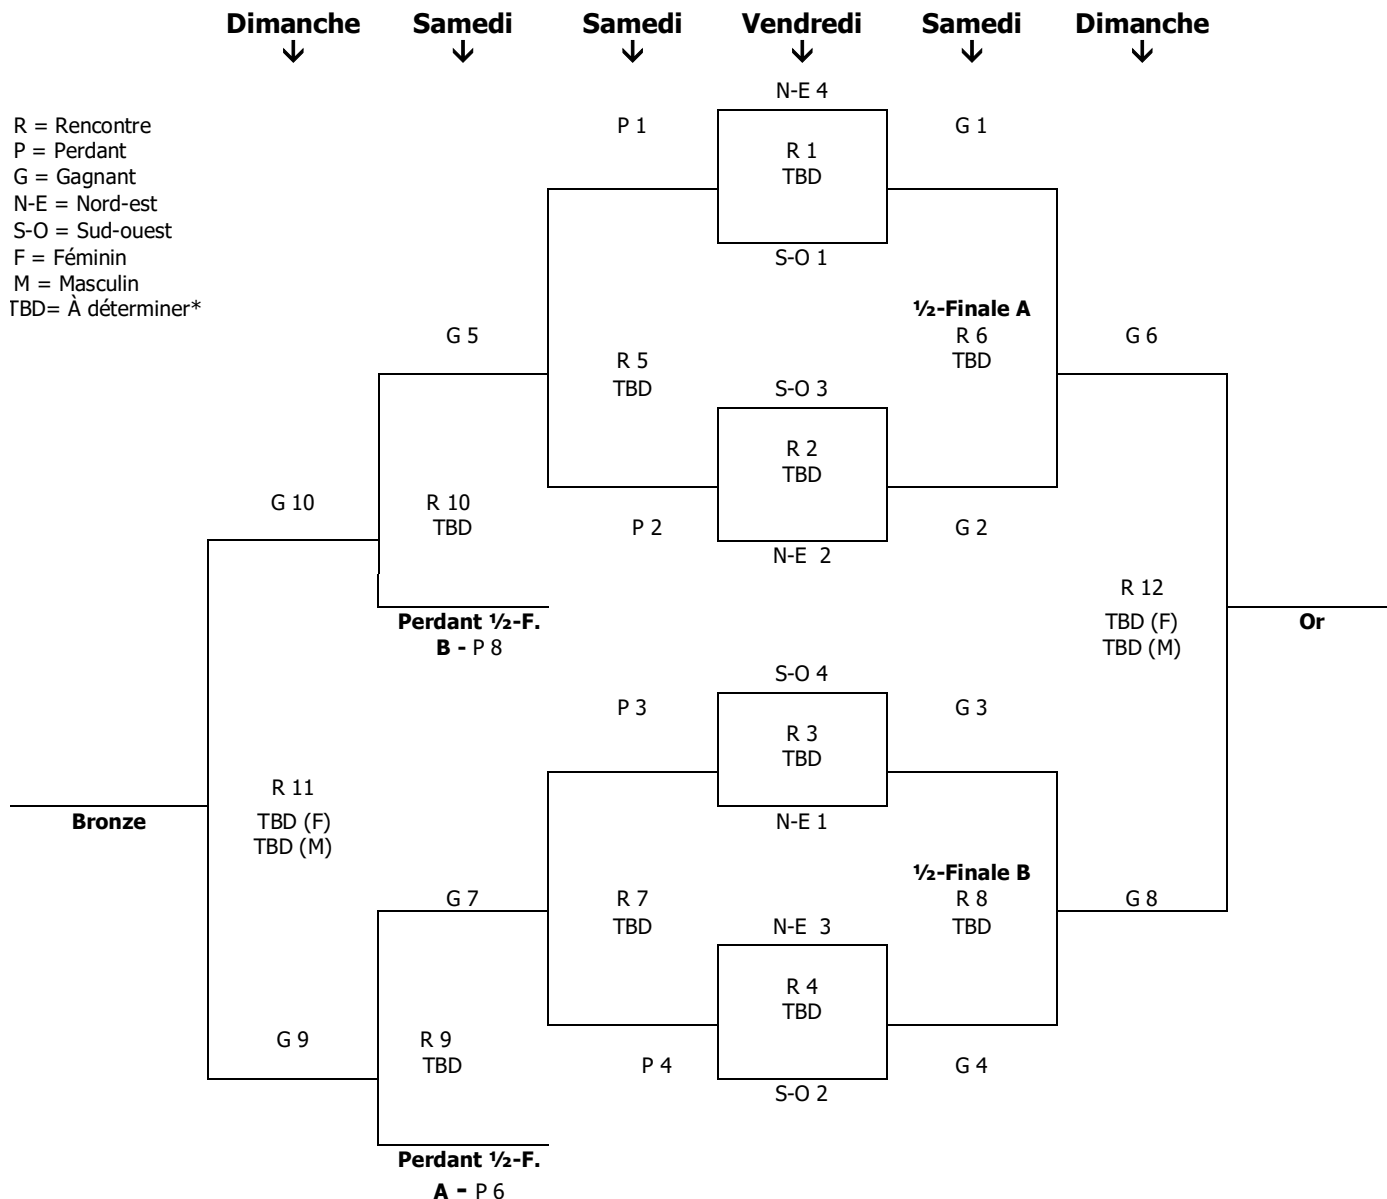 Dimanche Samedi Samedi Vendredi Samedi Dimanche
N-E 4
R = Rencontre
P = Perdant
G = Gagnant
N-E = Nord-est
S-O = Sud-ouest
F = Féminin
M = Masculin
TBD= À déterminer*
P 1
R 1
TBD
G 1
S-O 1
½-Finale A
R 6
TBD
G 5
G 6
R 5
TBD
S-O 3
R 2
TBD
G 10
R 10
TBD
P 2
G 2
N-E 2
R 12
TBD (F)
TBD (M)
Perdant ½-F.
B - P 8
Or
S-O 4
P 3
G 3
R 3
TBD
R 11
TBD (F)
TBD (M)
Bronze
N-E 1
½-Finale B
R 8
TBD
G 7
R 7
TBD
G 8
N-E 3
R 4
TBD
G 9
R 9
TBD
P 4
G 4
S-O 2
Perdant ½-F.
A - P 6